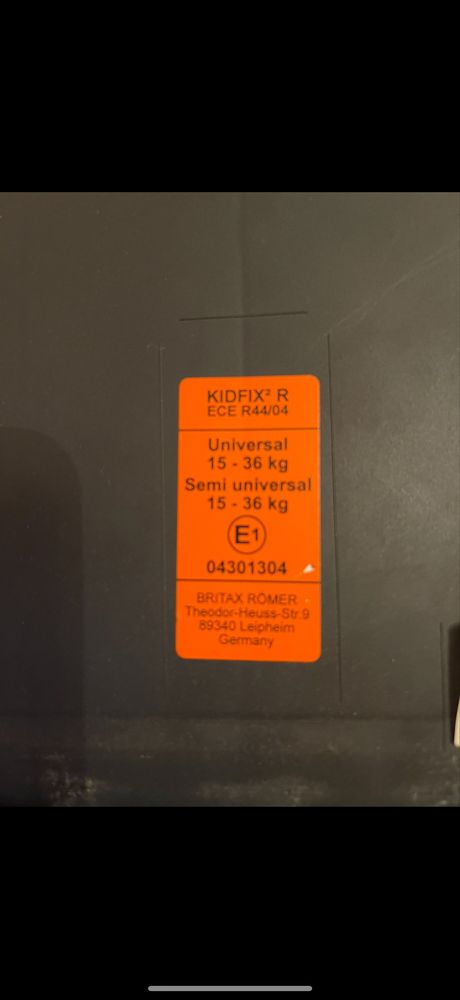 KIDFIX² R
ECE R44/04
Universal
15 - 36 kg
Semi universal
15 - 36 kg
E1
04301304
BRITAX RÖMER
Theodor-Heuss-Str.9
89340 Leipheim
Germany